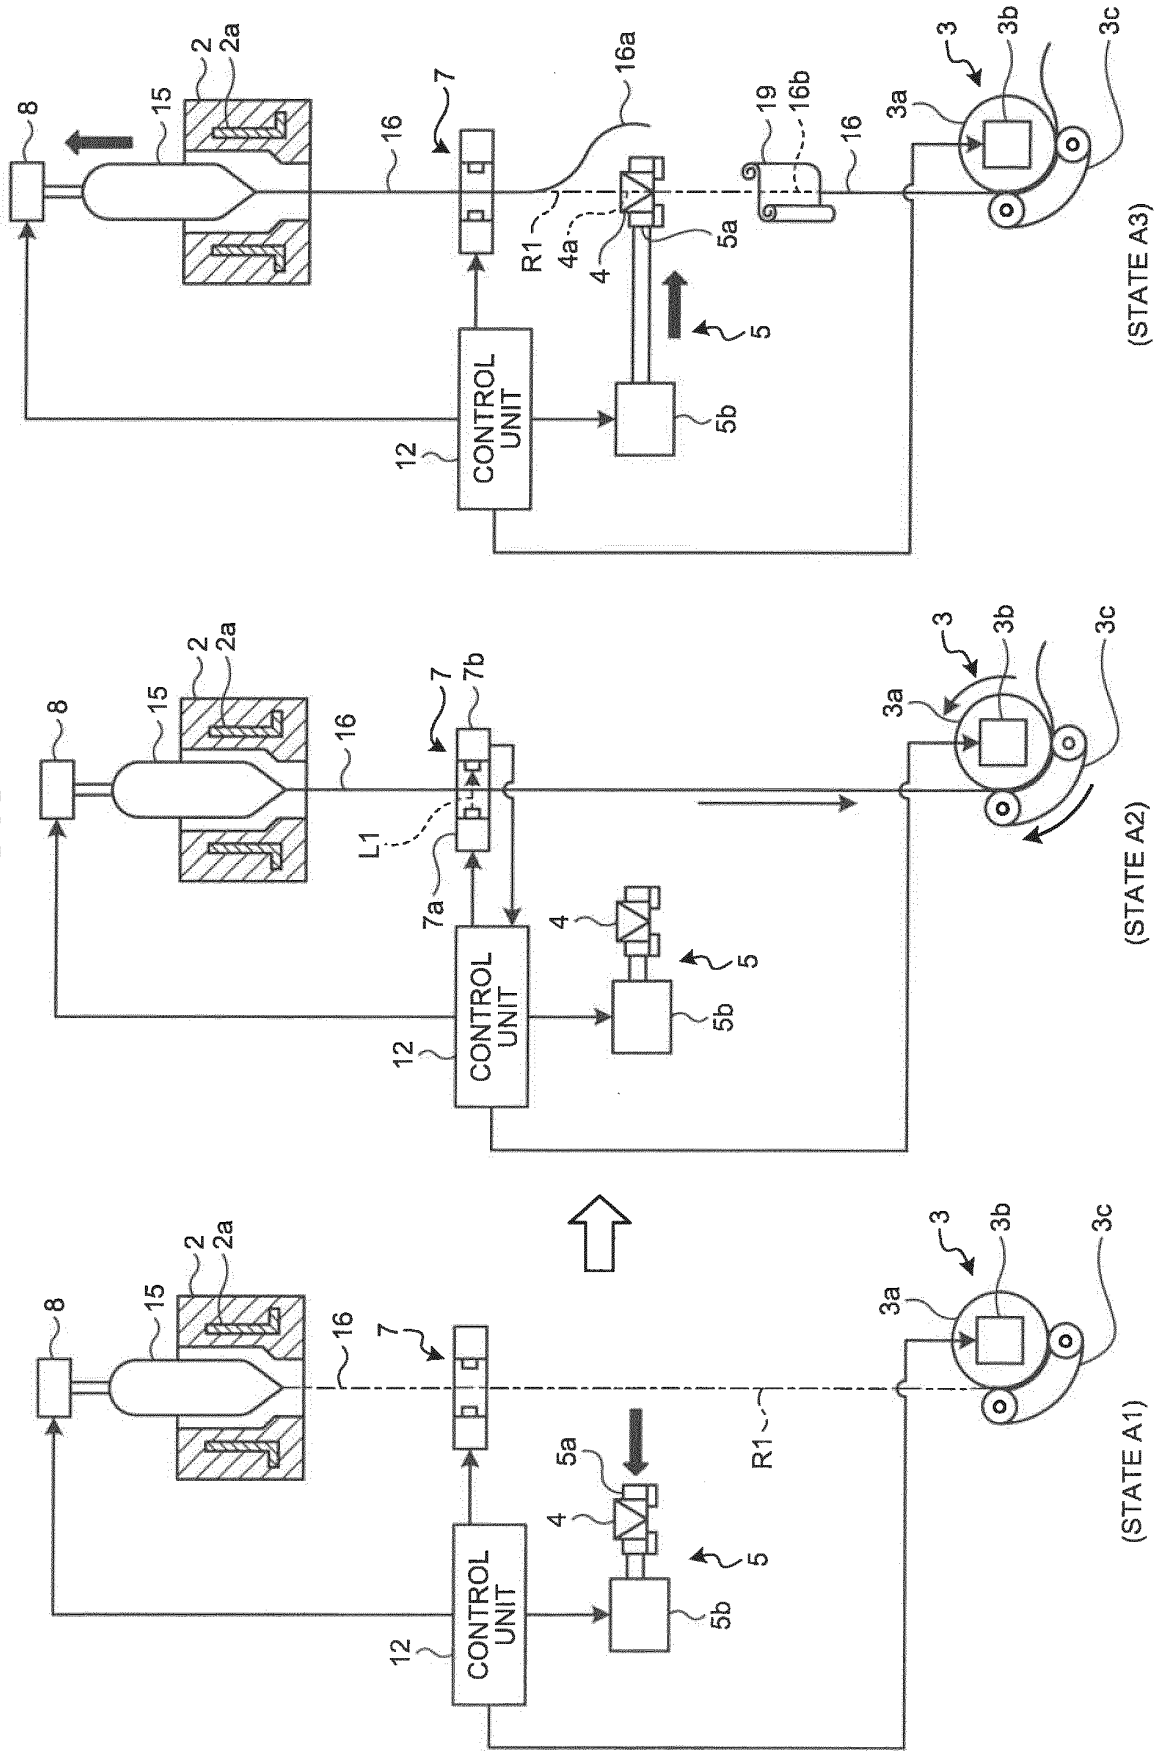 8
15
2
2a
16
7
12
CONTROL
UNIT
4
5a
5
5b
R1
3a
3
3b
3c
(STATE A1)
8
15
2
2a
16
L1
7a
7
7b
12
CONTROL
UNIT
4
5
5b
3a
3
3b
3c
(STATE A2)
8
15
2
2a
16
7
12
CONTROL
UNIT
R1
4a
4
5a
16a
5
5b
19
16b
16
3a
3
3b
3c
(STATE A3)